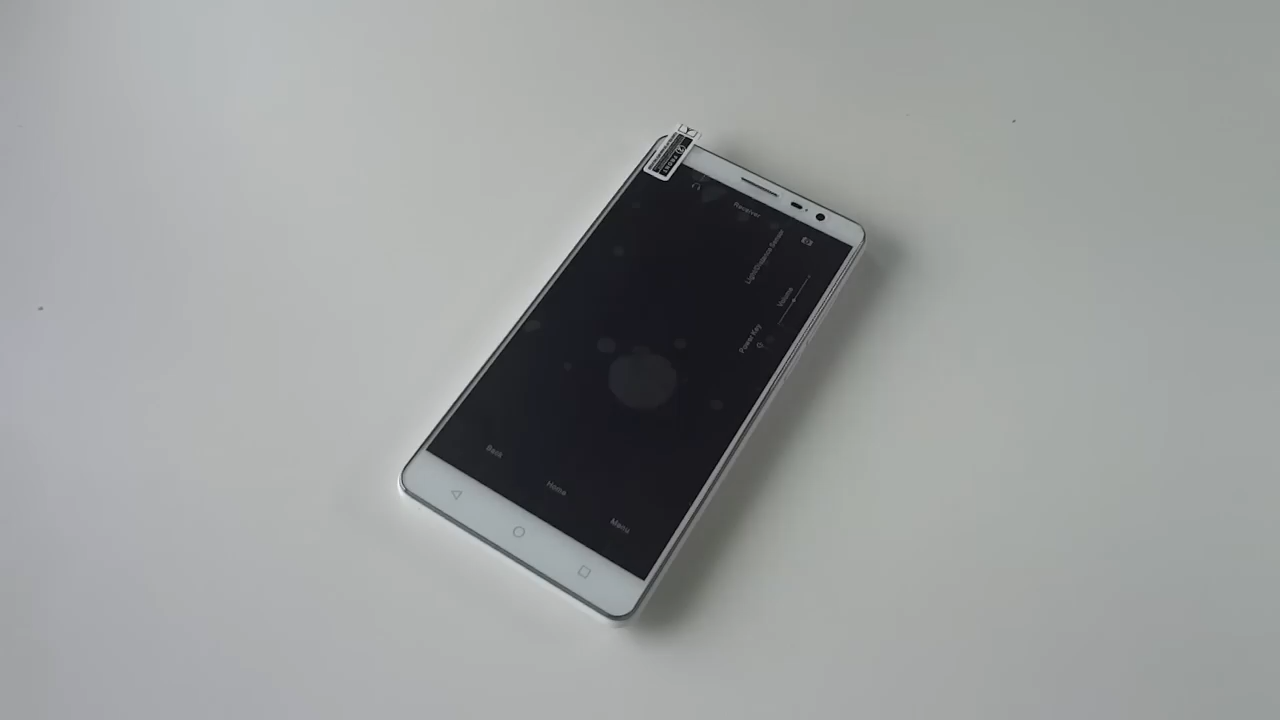 Receiver
Light/Distance Sensor
Volume
Power Key
Back
Home
Menu